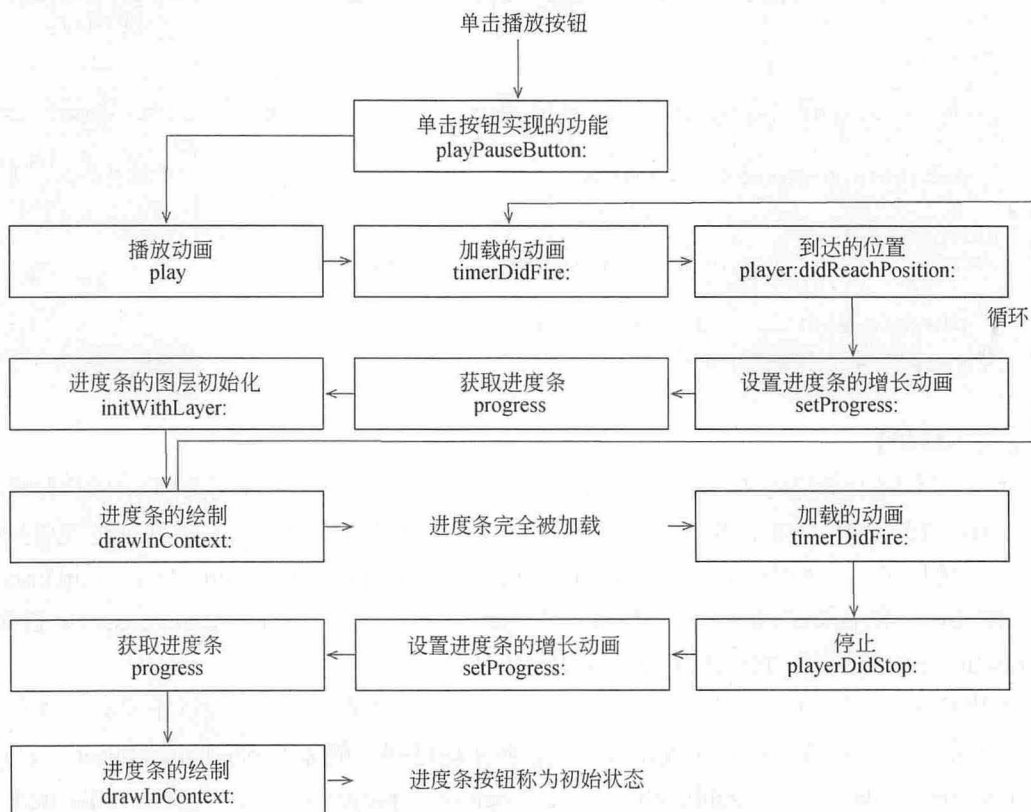 单击播放按钮
单击按钮实现的功能
playPauseButton:
播放动画
play
加载的动画
timerDidFire:
到达的位置
player:didReachPosition:
循环
进度条的图层初始化
initWithLayer:
获取进度条
progress
设置进度条的增长动画
setProgress:
进度条的绘制
drawInContext:
进度条完全被加载
加载的动画
timerDidFire:
获取进度条
progress
设置进度条的增长动画
setProgress:
停止
playerDidStop:
进度条的绘制
drawInContext:
进度条按钮称为初始状态